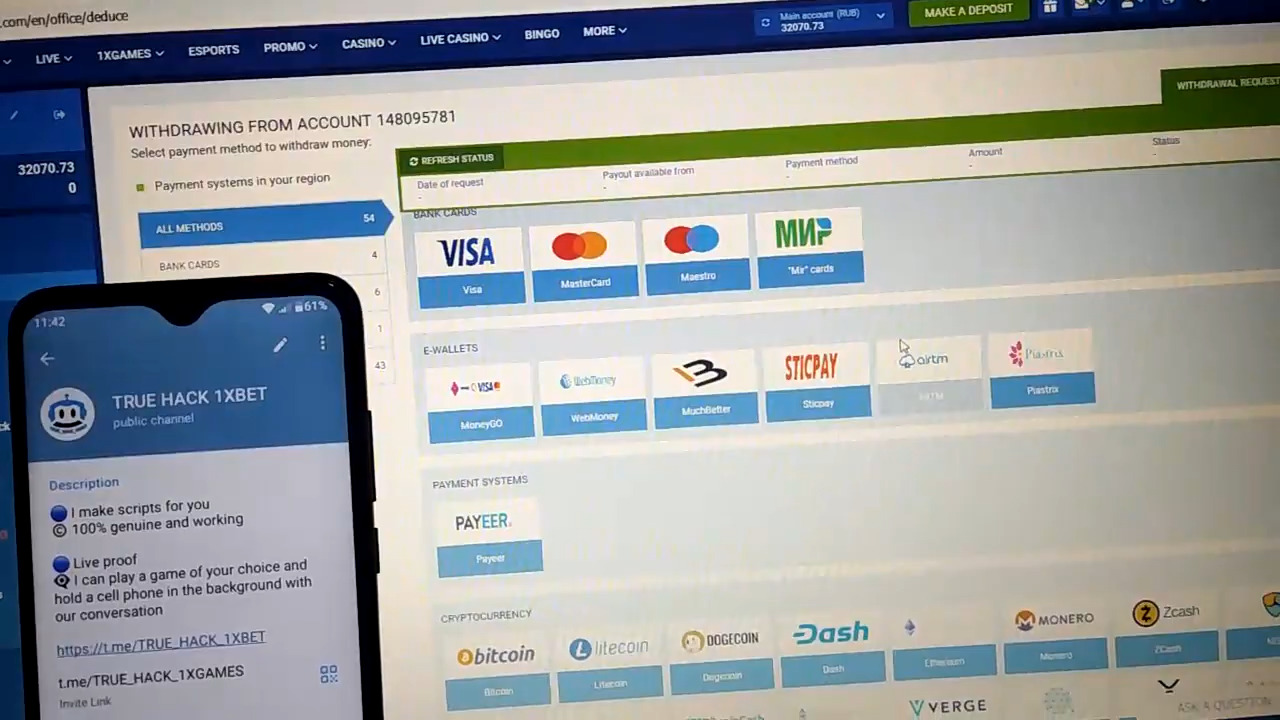 .com/en/office/deduce
LIVE
1XGAMES
ESPORTS
PROMO
CASINO
LIVE CASINO
BINGO
MORE
Main account (RUB)
32070.73
MAKE A DEPOSIT
32070.73
0
WITHDRAWING FROM ACCOUNT 148095781
Select payment method to withdraw money:
Payment systems in your region
ALL METHODS 54
BANK CARDS 4
6
1
43
WITHDRAWAL REQUEST
REFRESH STATUS
Date of request
-
Payout available from
-
Payment method
-
Amount
-
Status
-
BANK CARDS
VISA
МИР
Visa
MasterCard
Maestro
"Mir" cards
E-WALLETS
VISA
WebMoney
STICPAY
airtm
Piastrix
MoneyGO
WebMoney
MuchBetter
Sticpay
Piastrix
PAYMENT SYSTEMS
PAYEER
Payeer
CRYPTOCURRENCY
bitcoin
litecoin
DOGECOIN
Dash
MONERO
Zcash
Bitcoin
Litecoin
Dogecoin
Dash
Ethereum
Monero
ZCash
VERGE
ASK A QUESTION
11:42
61%
TRUE HACK 1XBET
public channel
Description
I make scripts for you
© 100% genuine and working
Live proof
I can play a game of your choice and
hold a cell phone in the background with
our conversation
https://t.me/TRUE_HACK_1XBET
t.me/TRUE_HACK_1XGAMES
Invite Link